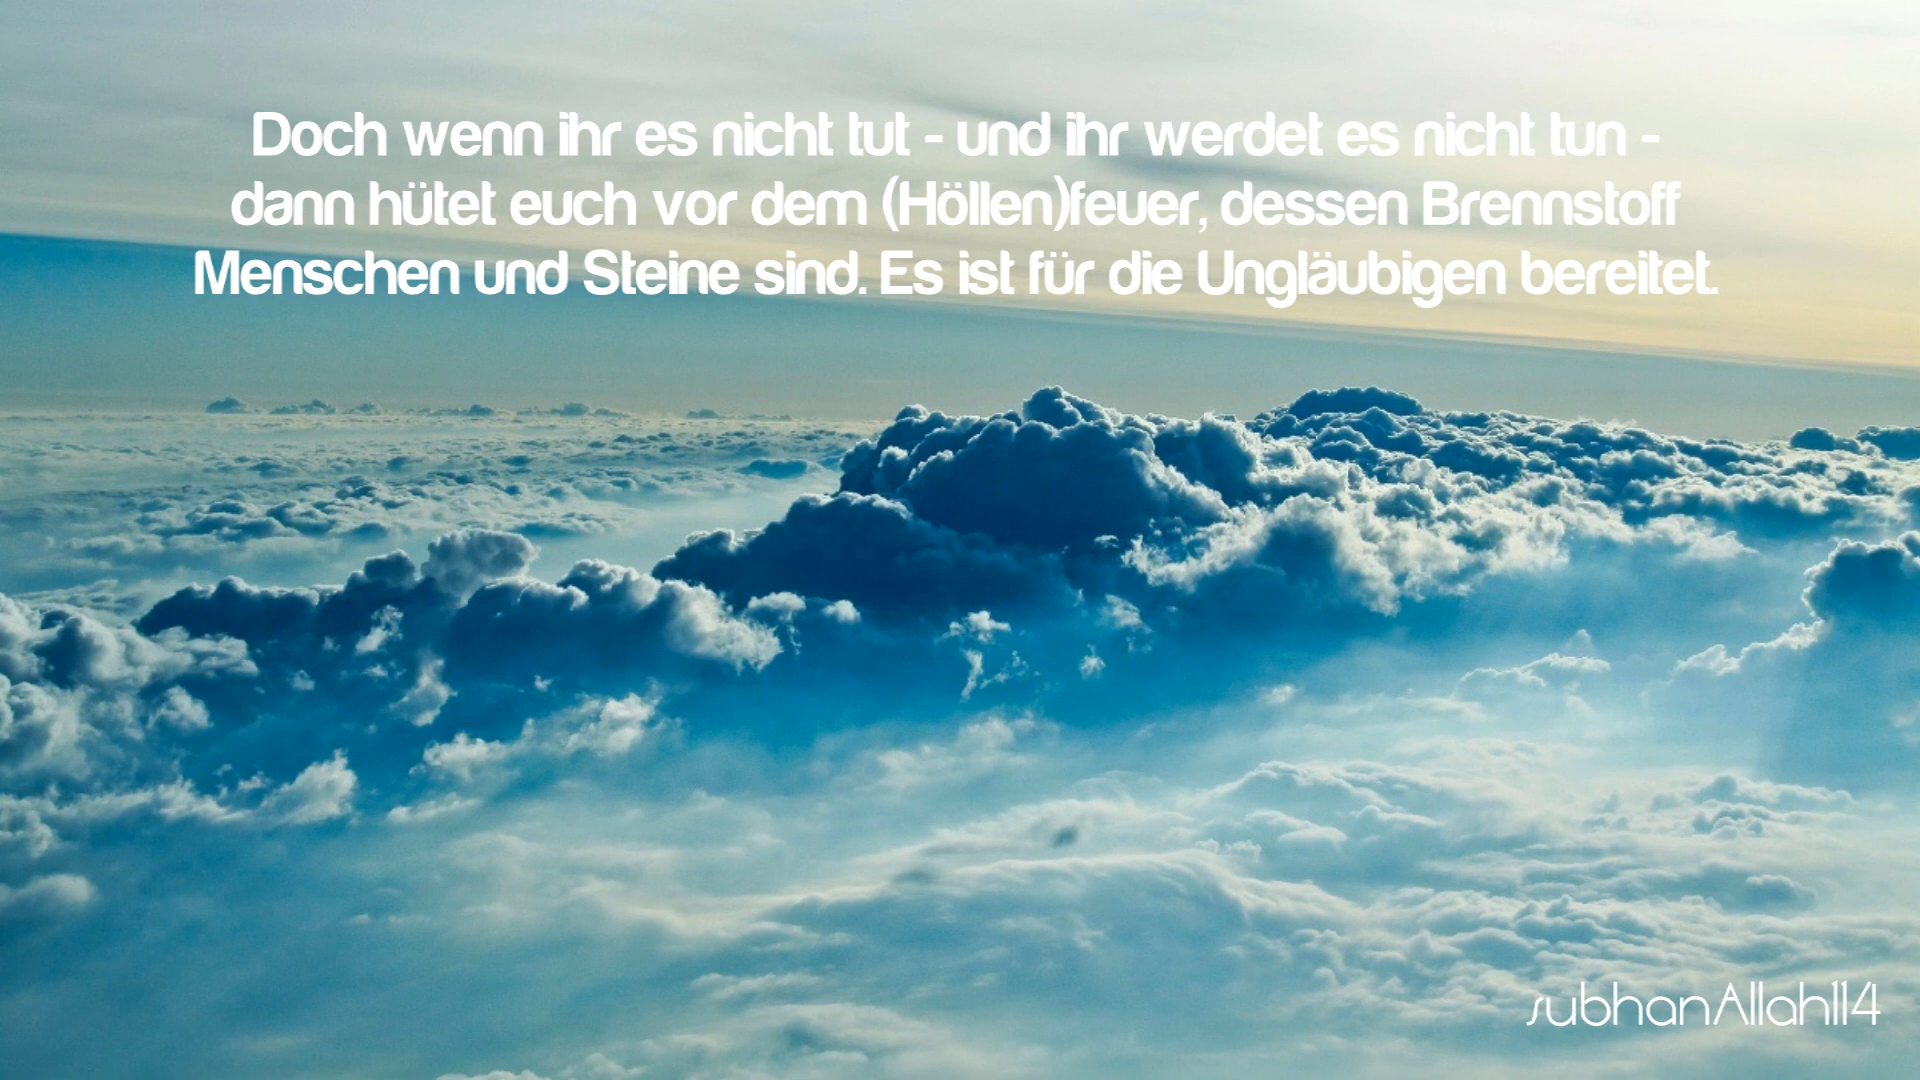 Doch wenn ihr es nicht tut - und ihr werdet es nicht tun -
dann hütet euch vor dem (Höllen)feuer, dessen Brennstoff
Menschen und Steine sind. Es ist für die Ungläubigen bereitet.
subhanAllah114